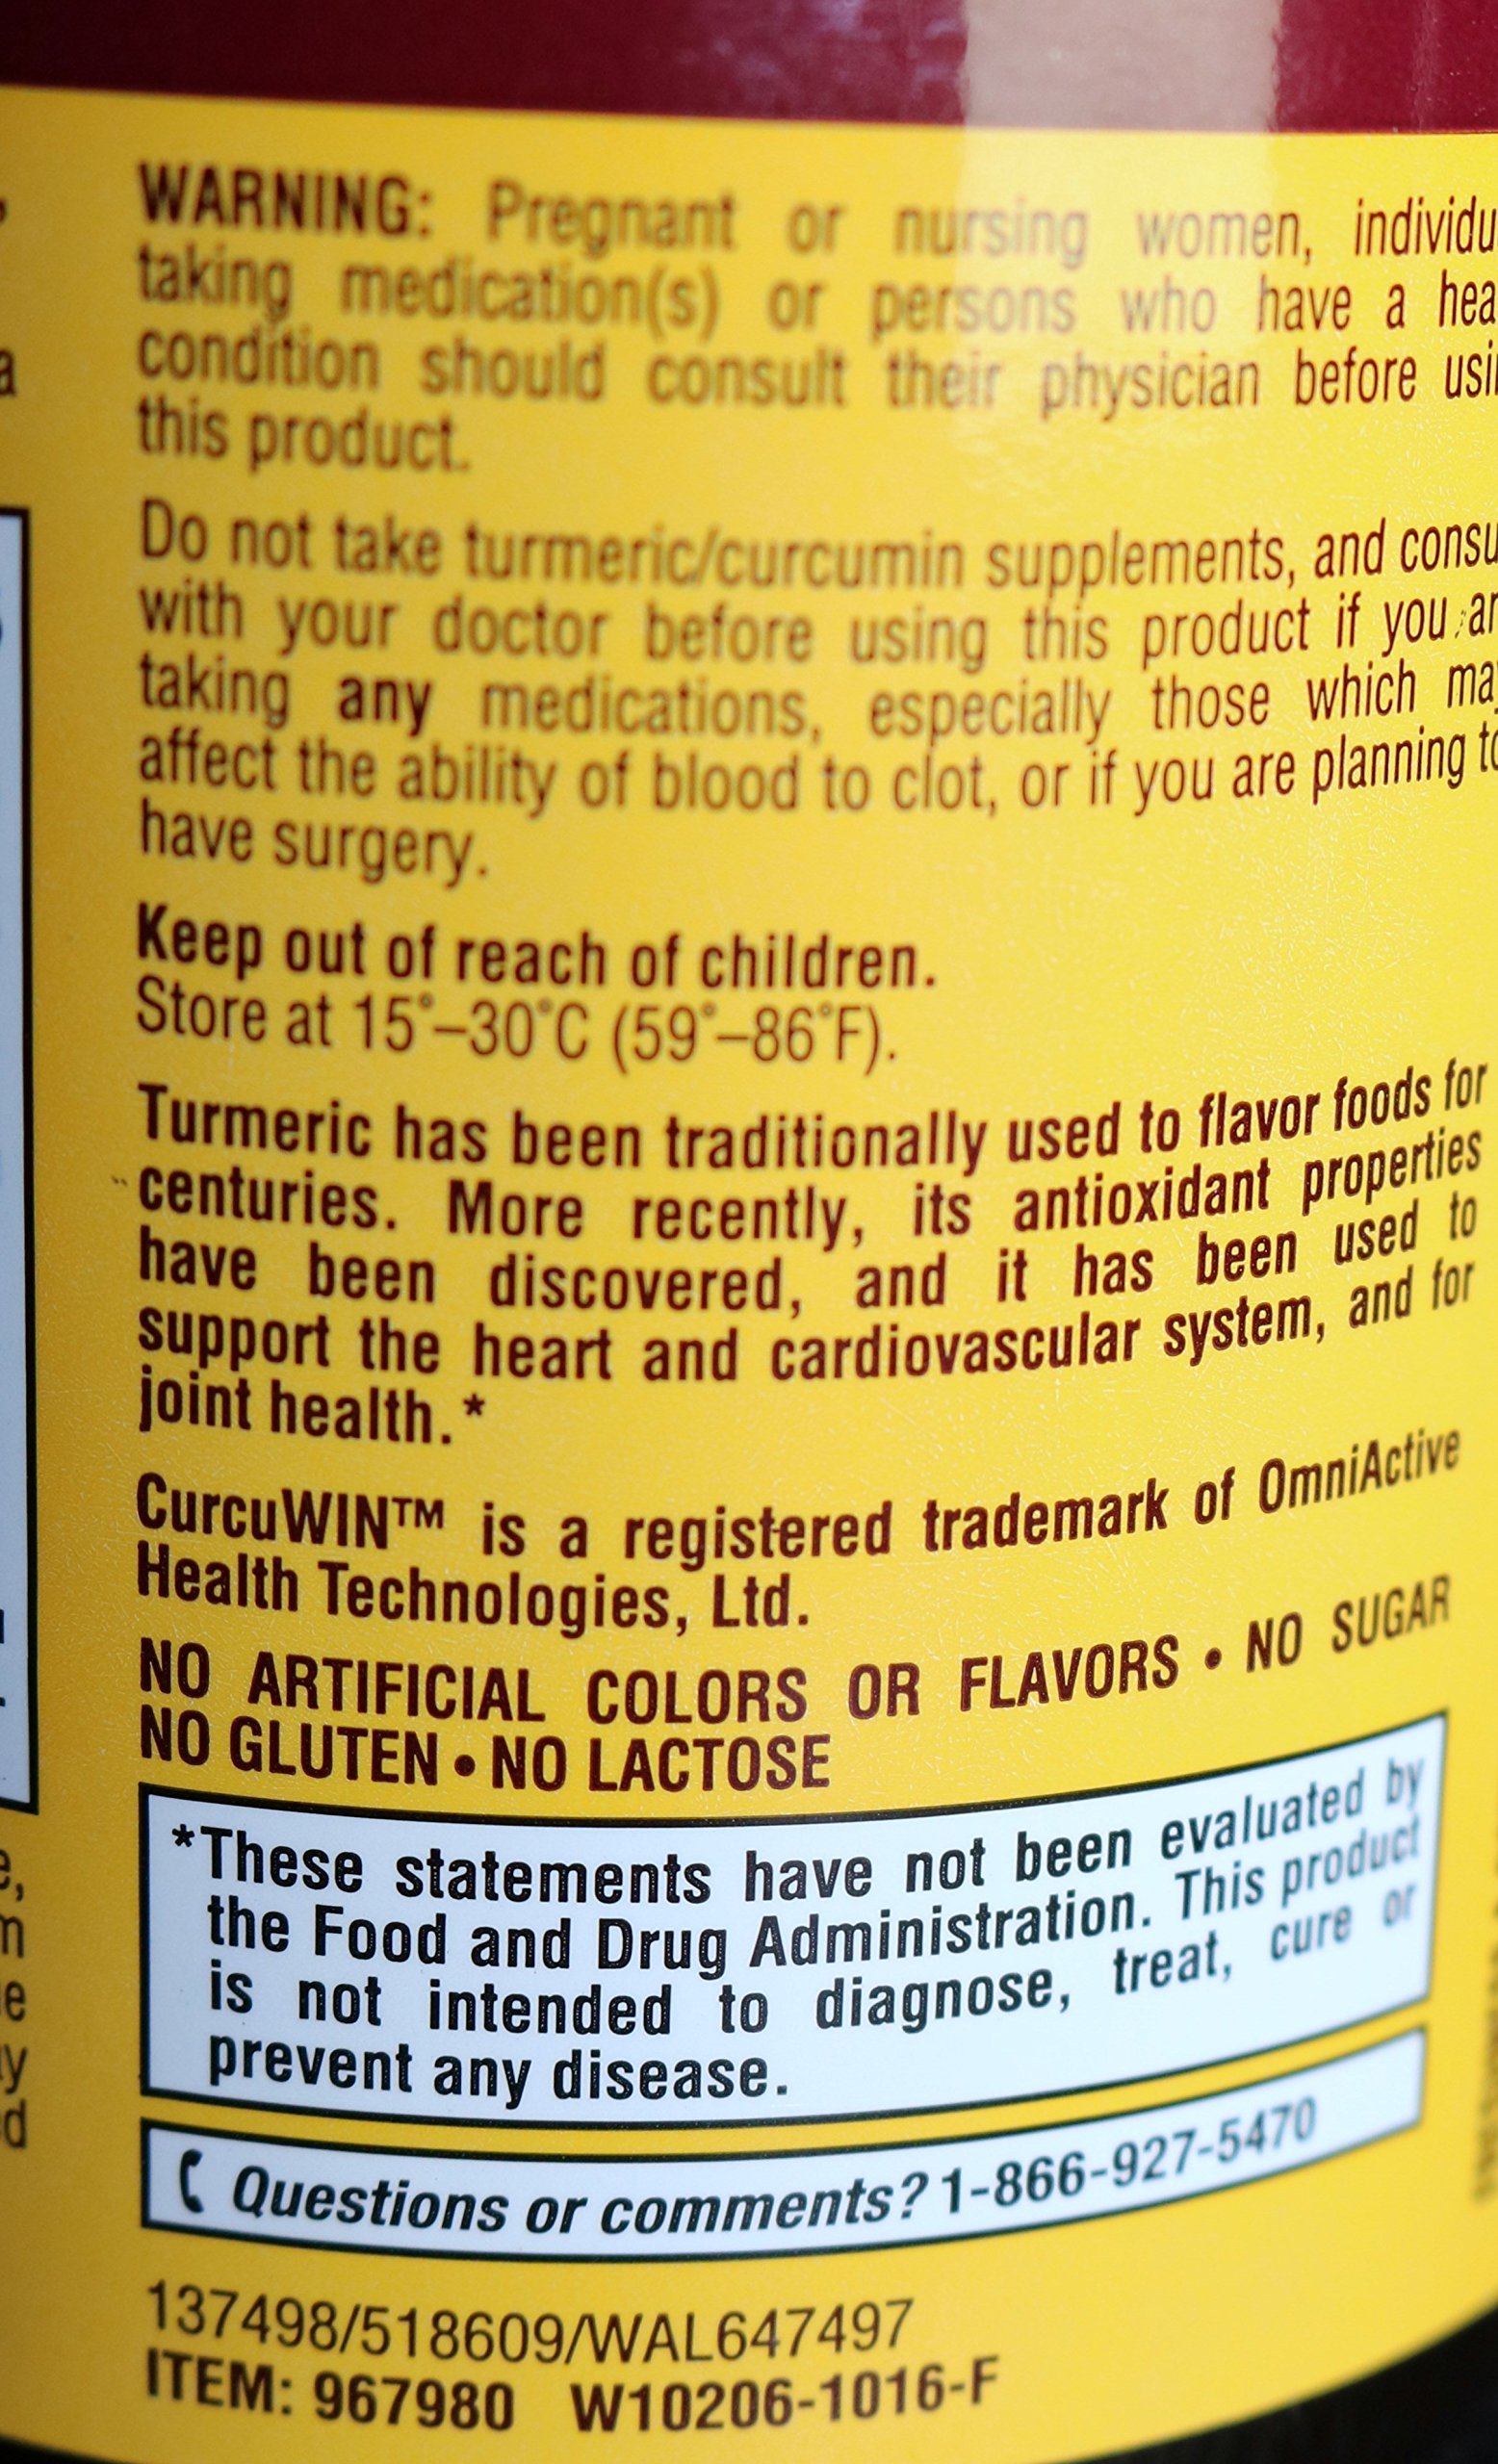 WARNING: Pregnant or nursing women,
taking medication(s) or persons who have a
condition should consult their physician before
this product.
Do not take turmeric/curcumin supplements, and
with your doctor before using this product if you
taking any medications, especially those which
affect the ability of blood to clot, or if you are planning
have surgery.
Keep out of reach of children.
Store at 15°–30°C (59°–86°F).
Turmeric has been traditionally used to flavor foods for
centuries. More recently, its antioxidant properties
have been discovered, and it has been used to
support the heart and cardiovascular system, and for
joint health.*
CurcuWIN™ is a registered trademark of OmniActive
Health Technologies, Ltd.
NO ARTIFICIAL COLORS OR FLAVORS • NO SUGAR
NO GLUTEN • NO LACTOSE
*These statements have not been evaluated by
the Food and Drug Administration. This product
is not intended to diagnose, treat, cure or
prevent any disease.
Questions or comments? 1-866-927-5470
137498/518609/WAL647497
ITEM: 967980 W10206-1016-F